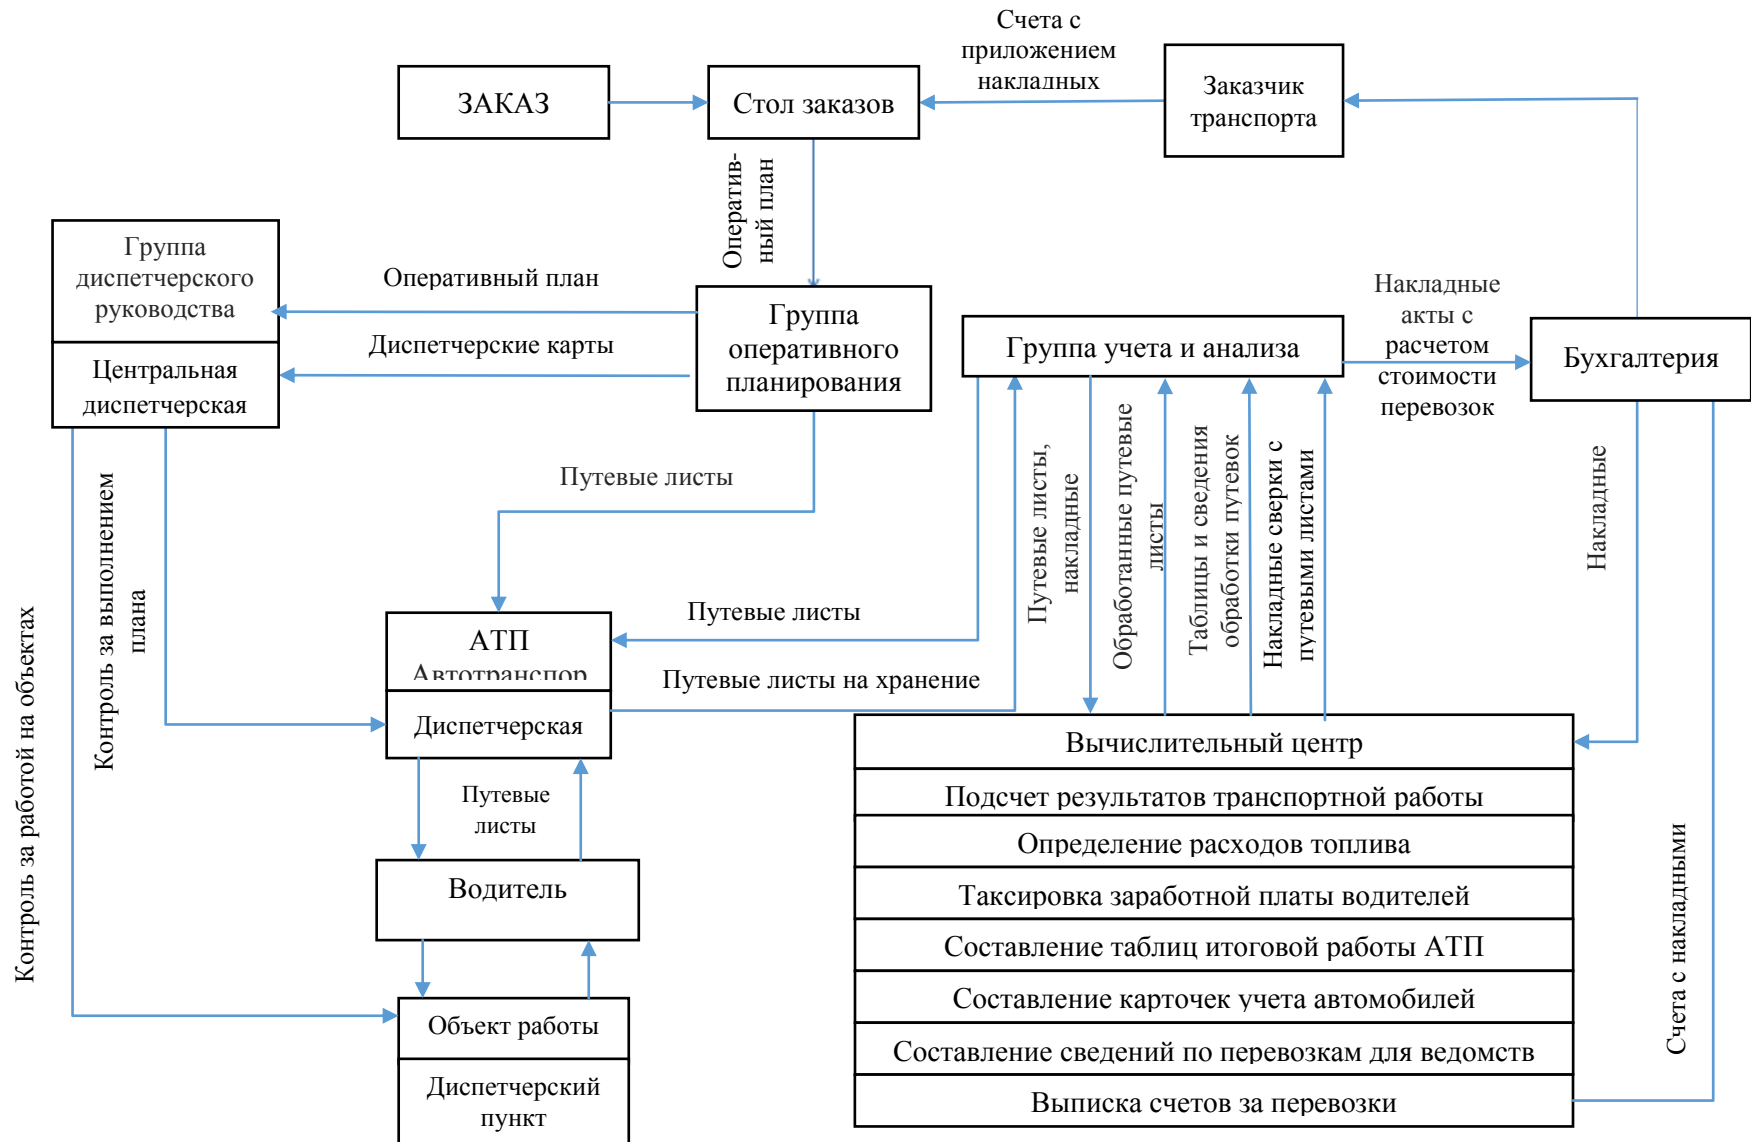 Счета с
приложением
накладных
ЗАКАЗ
Стол заказов
Заказчик
транспорта
Оператив-
ный план
Группа
диспетчерского
руководства
Центральная
диспетчерская
Оперативный план
Диспетчерские карты
Группа
оперативного
планирования
Группа учета и анализа
Накладные
акты с
расчетом
стоимости
перевозок
Бухгалтерия
Путевые листы
Контроль за работой на объектах
Контроль за выполнением
плана
Путевые листы,
накладные
Обработанные путевые
листы
Таблицы и сведения
обработки путевок
Накладные сверки с
путевыми листами
Накладные
Счета с накладными
АТП
Автотранспор
Диспетчерская
Путевые листы
Путевые листы на хранение
Путевые
листы
Водитель
Объект работы
Диспетчерский
пункт
Вычислительный центр
Подсчет результатов транспортной работы
Определение расходов топлива
Таксировка заработной платы водителей
Составление таблиц итоговой работы АТП
Составление карточек учета автомобилей
Составление сведений по перевозкам для ведомств
Выписка счетов за перевозки